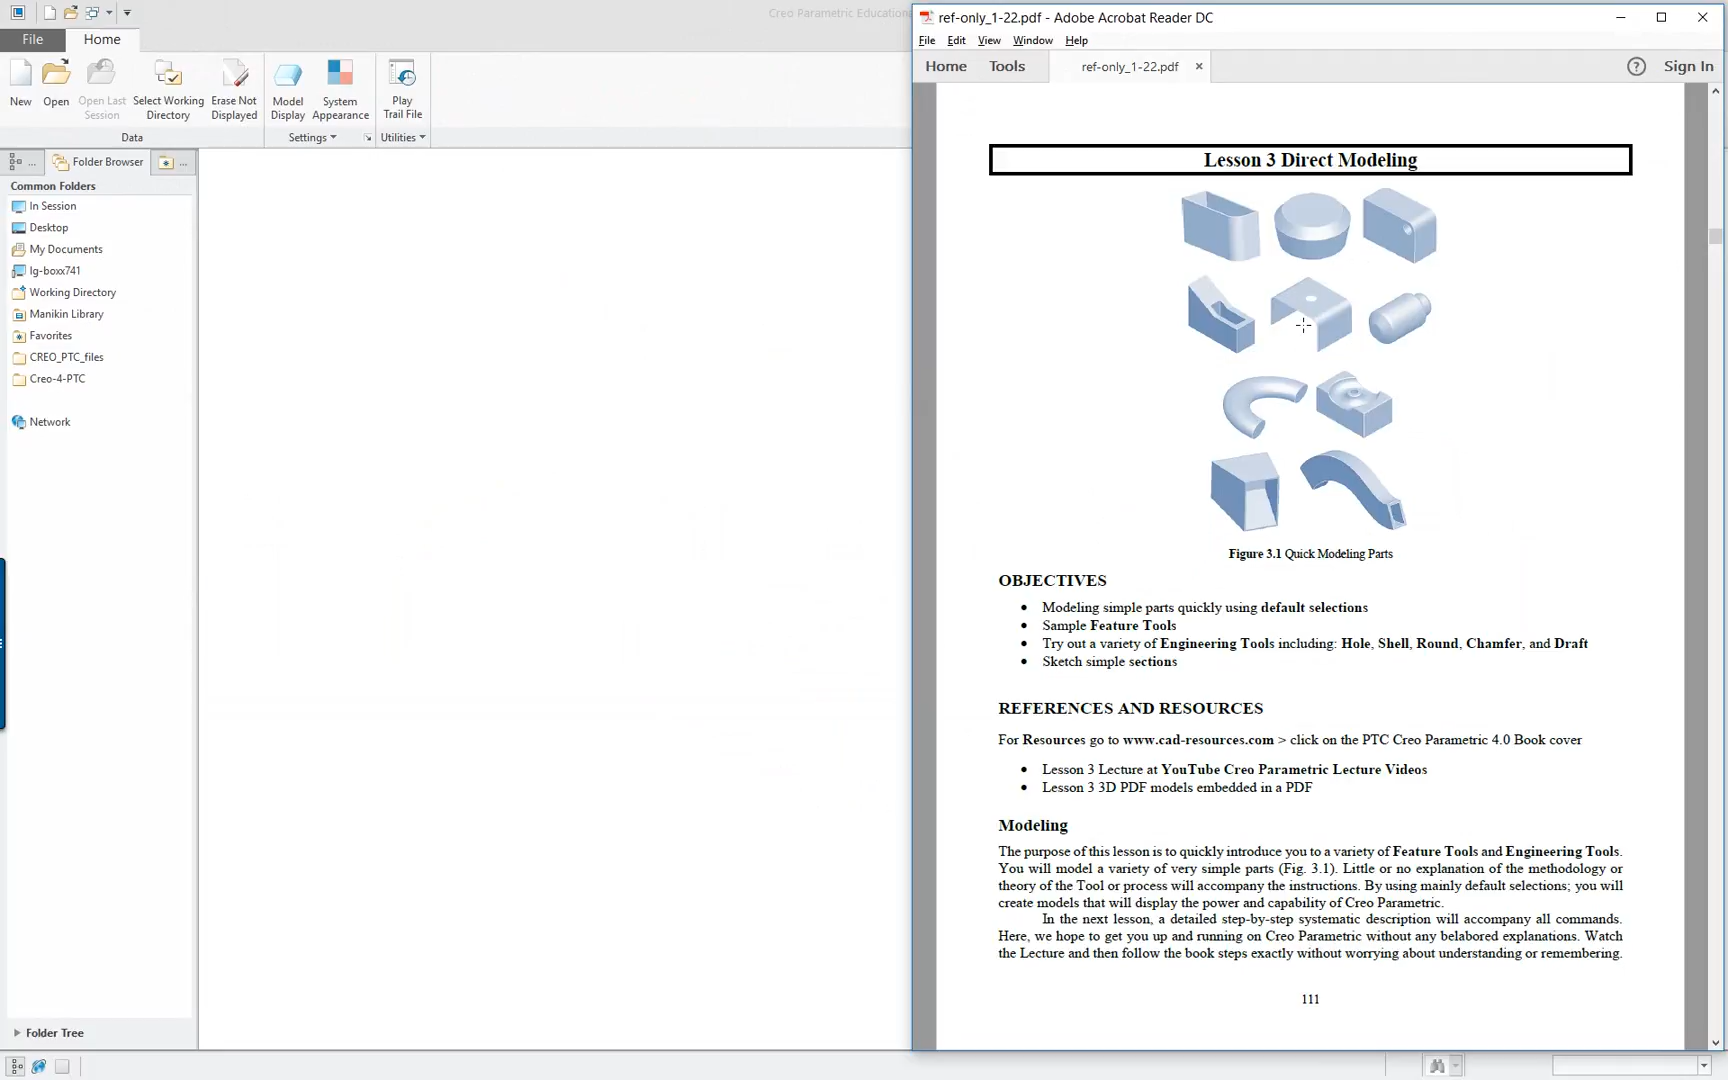 Creo Parametric Educationa
File
Home
New
Open
Open Last
Session
Select Working
Directory
Erase Not
Displayed
Model
Display
System
Appearance
Play
Trail File
Data
Settings
Utilities
...
Folder Browser
...
Common Folders
In Session
Desktop
My Documents
lg-boxx741
Working Directory
Manikin Library
Favorites
CREO_PTC_files
Creo-4-PTC
Network
Folder Tree
ref-only_1-22.pdf - Adobe Acrobat Reader DC
File Edit View Window Help
Home
Tools
ref-only_1-22.pdf
Sign In
Lesson 3 Direct Modeling
Figure 3.1 Quick Modeling Parts
OBJECTIVES
• Modeling simple parts quickly using default selections
• Sample Feature Tools
• Try out a variety of Engineering Tools including: Hole, Shell, Round, Chamfer, and Draft
• Sketch simple sections
REFERENCES AND RESOURCES
For Resources go to www.cad-resources.com > click on the PTC Creo Parametric 4.0 Book cover
• Lesson 3 Lecture at YouTube Creo Parametric Lecture Videos
• Lesson 3 3D PDF models embedded in a PDF
Modeling
The purpose of this lesson is to quickly introduce you to a variety of Feature Tools and Engineering Tools.
You will model a variety of very simple parts (Fig. 3.1). Little or no explanation of the methodology or
theory of the Tool or process will accompany the instructions. By using mainly default selections; you will
create models that will display the power and capability of Creo Parametric.
In the next lesson, a detailed step-by-step systematic description will accompany all commands.
Here, we hope to get you up and running on Creo Parametric without any belabored explanations. Watch
the Lecture and then follow the book steps exactly without worrying about understanding or remembering.
111